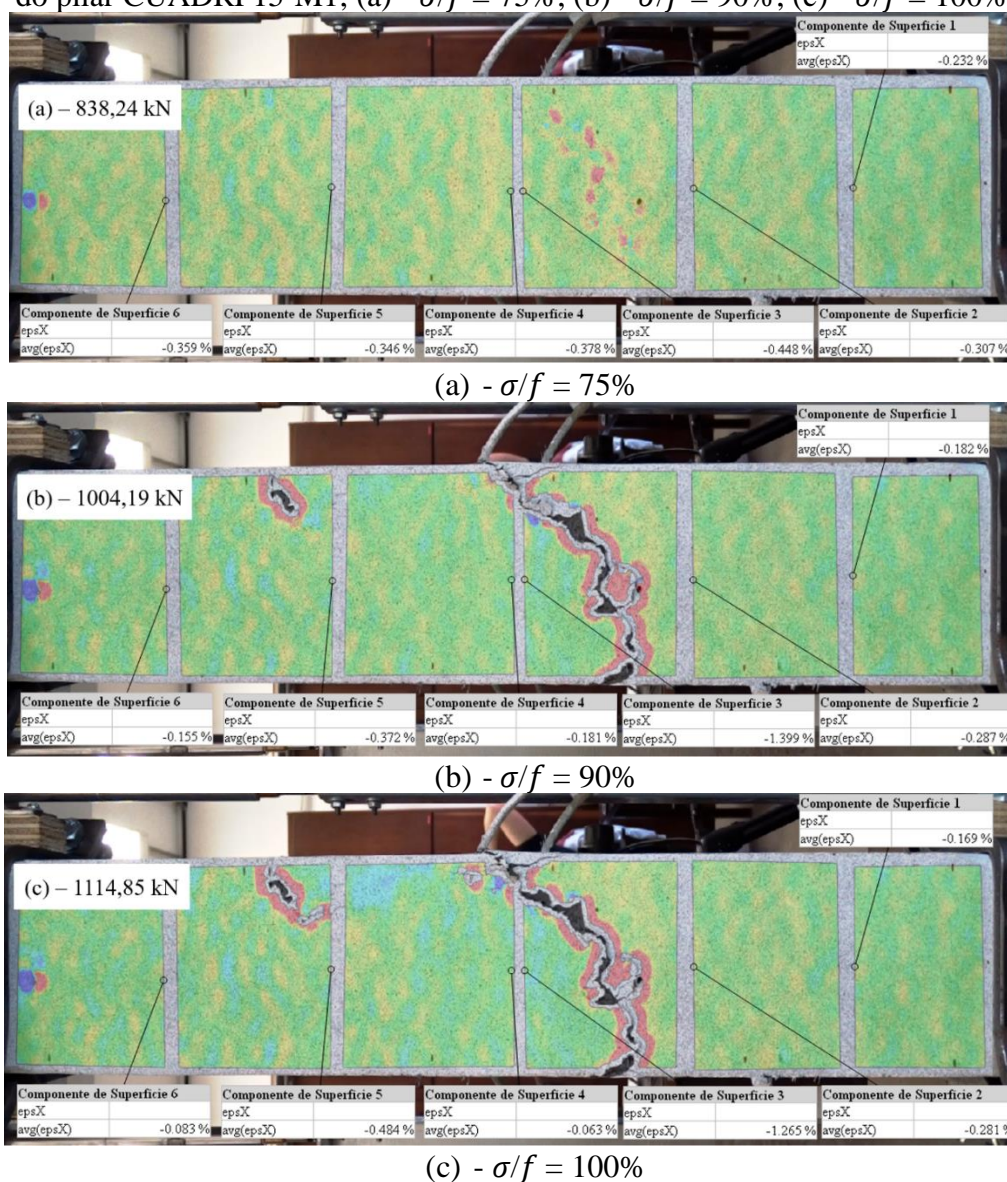 do pilar CUADRI 15-M1; (a) - σ/f = 75%; (b) - σ/f = 90%; (c) - σ/f = 100%
Componente de Superficie 1
epsX
avg(epsX) -0.232 %
(a) – 838,24 kN
Componente de Superficie 6
epsX
avg(epsX) -0.359 %
Componente de Superficie 5
epsX
avg(epsX) -0.346 %
Componente de Superficie 4
epsX
avg(epsX) -0.378 %
Componente de Superficie 3
epsX
avg(epsX) -0.448 %
Componente de Superficie 2
epsX
avg(epsX) -0.307 %
(a) - σ/f = 75%
Componente de Superficie 1
epsX
avg(epsX) -0.182 %
(b) – 1004,19 kN
Componente de Superficie 6
epsX
avg(epsX) -0.155 %
Componente de Superficie 5
epsX
avg(epsX) -0.372 %
Componente de Superficie 4
epsX
avg(epsX) -0.181 %
Componente de Superficie 3
epsX
avg(epsX) -1.399 %
Componente de Superficie 2
epsX
avg(epsX) -0.287 %
(b) - σ/f = 90%
Componente de Superficie 1
epsX
avg(epsX) -0.169 %
(c) – 1114,85 kN
Componente de Superficie 6
epsX
avg(epsX) -0.083 %
Componente de Superficie 5
epsX
avg(epsX) -0.484 %
Componente de Superficie 4
epsX
avg(epsX) -0.063 %
Componente de Superficie 3
epsX
avg(epsX) -1.265 %
Componente de Superficie 2
epsX
avg(epsX) -0.281 %
(c) - σ/f = 100%